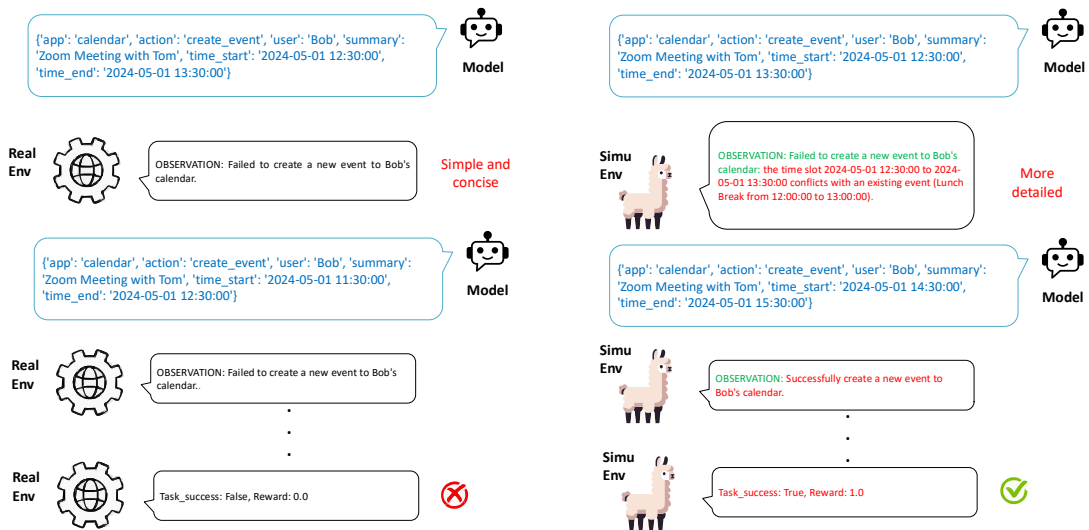 {'app': 'calendar', 'action': 'create_event', 'user': 'Bob', 'summary':
'Zoom Meeting with Tom', 'time_start': '2024-05-01 12:30:00',
'time_end': '2024-05-01 13:30:00'}
Model
Real
Env
OBSERVATION: Failed to create a new event to Bob's
calendar.
Simple and
concise
{'app': 'calendar', 'action': 'create_event', 'user': 'Bob', 'summary':
'Zoom Meeting with Tom', 'time_start': '2024-05-01 11:30:00',
'time_end': '2024-05-01 12:30:00'}
Model
Real
Env
OBSERVATION: Failed to create a new event to Bob's
calendar..
.
.
.
Real
Env
Task_success: False, Reward: 0.0
{'app': 'calendar', 'action': 'create_event', 'user': 'Bob', 'summary':
'Zoom Meeting with Tom', 'time_start': '2024-05-01 12:30:00',
'time_end': '2024-05-01 13:30:00'}
Model
Simu
Env
OBSERVATION: Failed to create a new event to Bob's
calendar: the time slot 2024-05-01 12:30:00 to 2024-
05-01 13:30:00 conflicts with an existing event (Lunch
Break from 12:00:00 to 13:00:00).
More
detailed
{'app': 'calendar', 'action': 'create_event', 'user': 'Bob', 'summary':
'Zoom Meeting with Tom', 'time_start': '2024-05-01 14:30:00',
'time_end': '2024-05-01 15:30:00'}
Model
Simu
Env
OBSERVATION: Successfully create a new event to
Bob's calendar.
.
.
.
Simu
Env
Task_success: True, Reward: 1.0